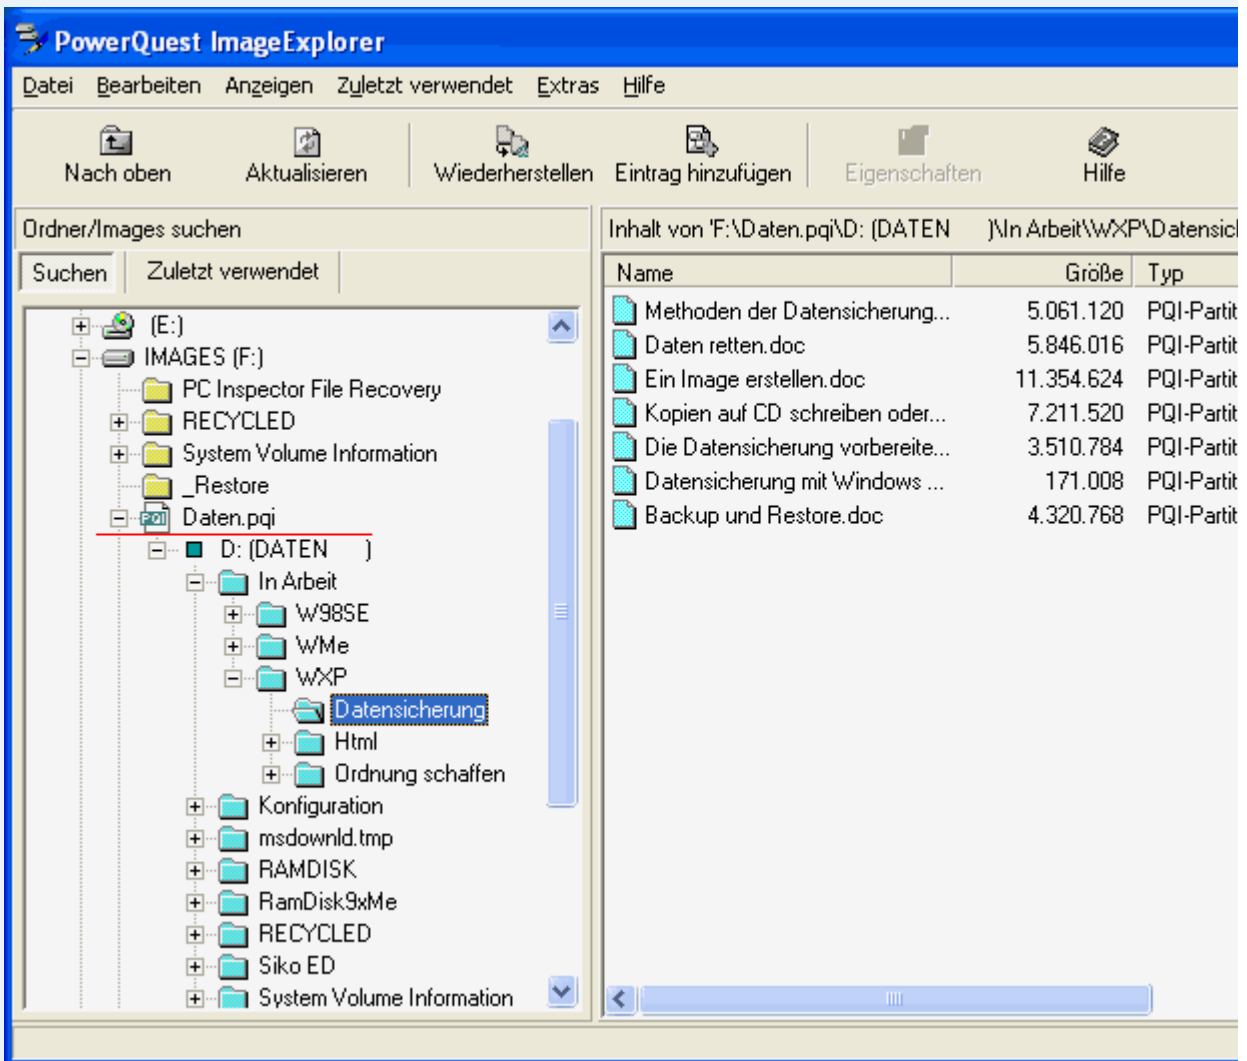 PowerQuest ImageExplorer
Datei Bearbeiten Anzeigen Zuletzt verwendet Extras Hilfe
Nach oben Aktualisieren Wiederherstellen Eintrag hinzufügen Eigenschaften Hilfe
Ordner/Images suchen
Suchen Zuletzt verwendet
(E:)
IMAGES (F:)
PC Inspector File Recovery
RECYCLED
System Volume Information
_Restore
PQI Daten.pqi
D: (DATEN )
In Arbeit
W98SE
WMe
WXP
Datensicherung
Html
Ordnung schaffen
Konfiguration
msdownld.tmp
RAMDISK
RamDisk9xMe
RECYCLED
Siko ED
System Volume Information
Inhalt von 'F:\Daten.pqi\D: (DATEN )\In Arbeit\WXP\Datensich
Name Größe Typ
Methoden der Datensicherung... 5.061.120 PQI-Partit
Daten retten.doc 5.846.016 PQI-Partit
Ein Image erstellen.doc 11.354.624 PQI-Partit
Kopien auf CD schreiben oder... 7.211.520 PQI-Partit
Die Datensicherung vorbereite... 3.510.784 PQI-Partit
Datensicherung mit Windows ... 171.008 PQI-Partit
Backup und Restore.doc 4.320.768 PQI-Partit